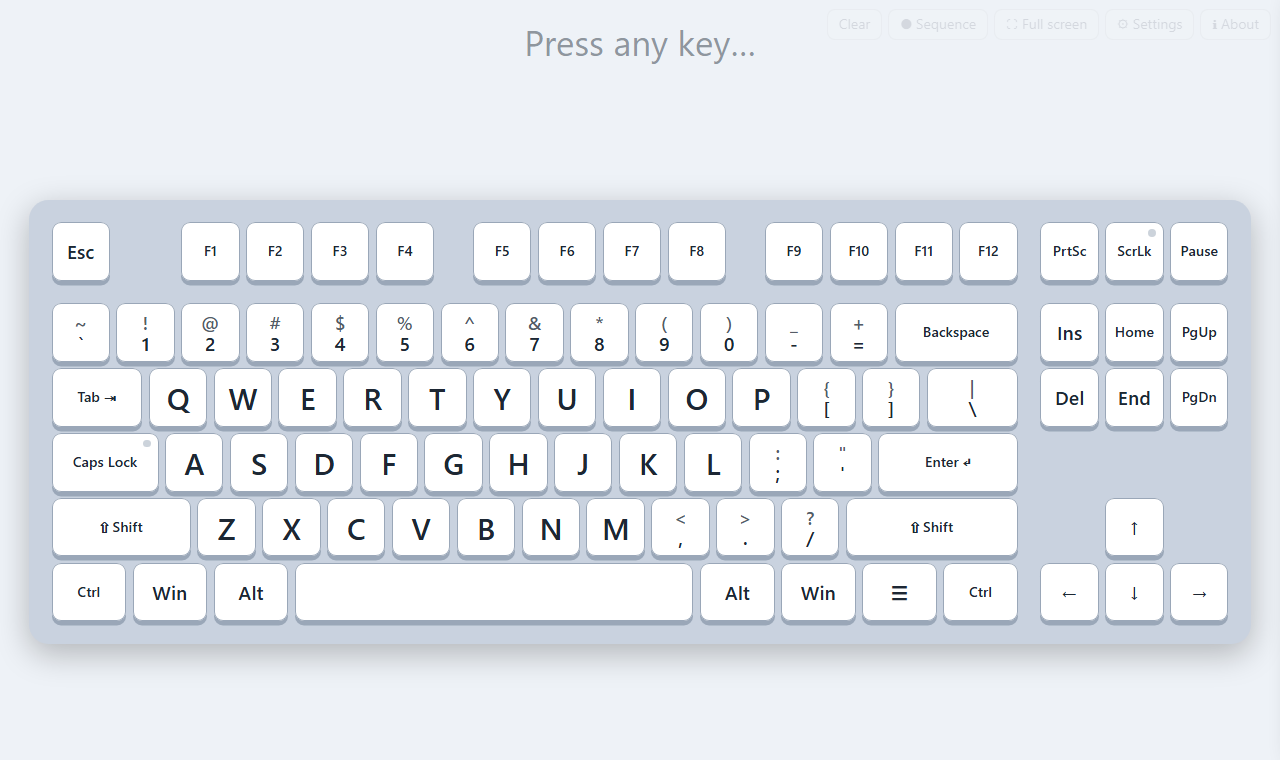 Clear ● Sequence ⛶ Full screen ⚙ Settings ℹ About
Press any key...
Esc F1 F2 F3 F4 F5 F6 F7 F8 F9 F10 F11 F12 PrtSc ScrLk Pause
~ ! @ # $ % ^ & * ( ) _ +
` 1 2 3 4 5 6 7 8 9 0 - = Backspace Ins Home PgUp
Tab ⇥ Q W E R T Y U I O P { } | Del End PgDn
[ ] \
Caps Lock A S D F G H J K L : " Enter ↲
; '
⇧ Shift Z X C V B N M < > ? ⇧ Shift ↑
, . /
Ctrl Win Alt Alt Win ☰ Ctrl ← ↓ →